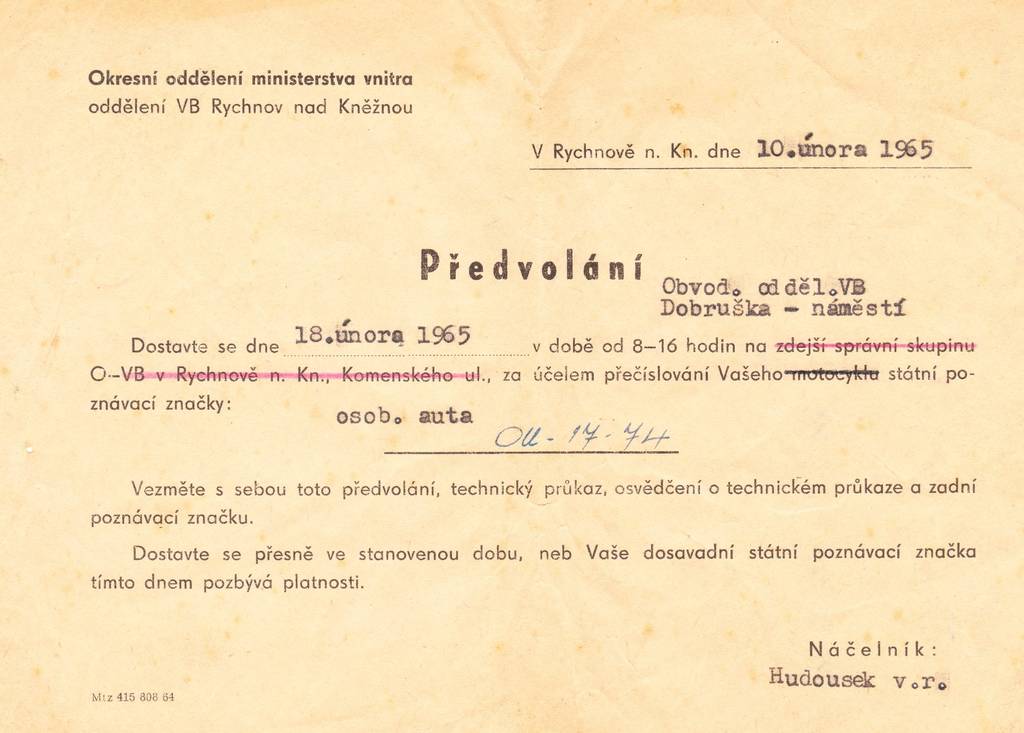 Okresní oddělení ministerstva vnitra
oddělení VB Rychnov nad Kněžnou
V Rychnově n. Kn. dne 10.února 1965
Předvolání
Obvod. odděl.VB
Dobruška - náměstí
Dostavte se dne 18.února 1965 v době od 8–16 hodin na zdejší správní skupinu
O-VB v Rychnově n. Kn., Komenského ul., za účelem přečíslování Vašeho motocyklu státní po-
znávací značky:
osob. auta
OU-17-74
Vezměte s sebou toto předvolání, technický průkaz, osvědčení o technickém průkaze a zadní
poznávací značku.
Dostavte se přesně ve stanovenou dobu, neb Vaše dosavadní státní poznávací značka
tímto dnem pozbývá platnosti.
Náčelník:
Hudousek v.r.
Mtz 415 808 64